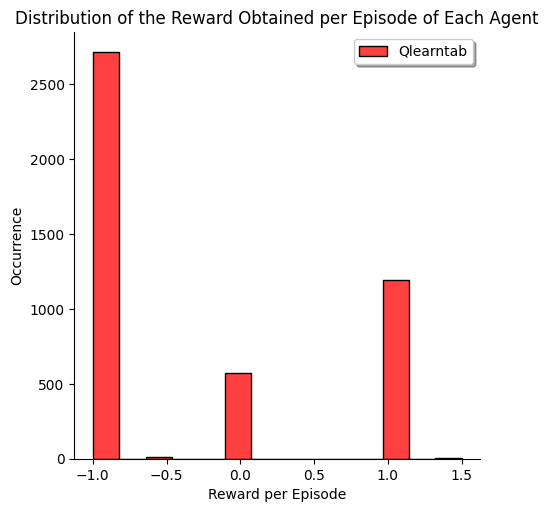 Distribution of the Reward Obtained per Episode of Each Agent
Qlearntab
2500
2000
1500
1000
500
0
Occurrence
−1.0 −0.5 0.0 0.5 1.0 1.5
Reward per Episode